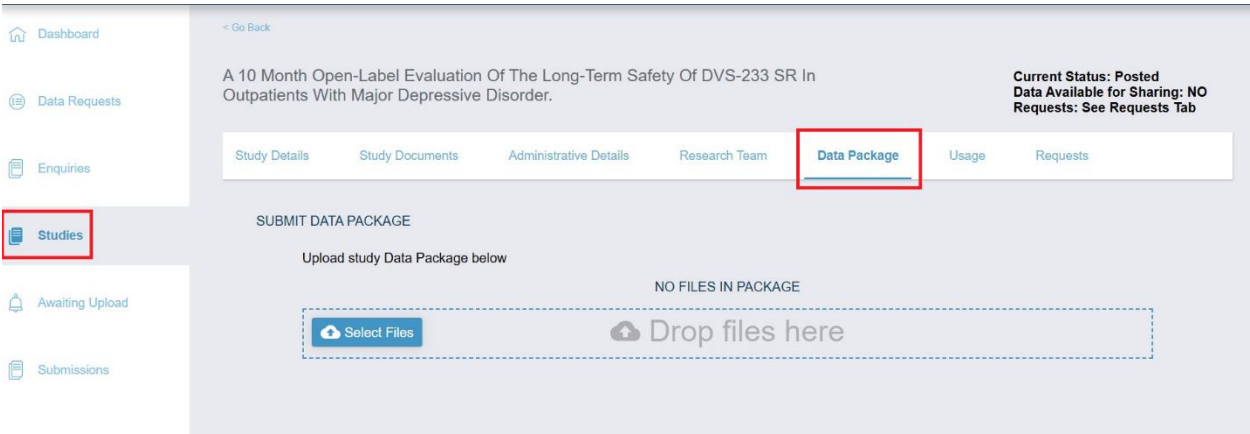 Dashboard
Data Requests
Enquiries
Studies
Awaiting Upload
Submissions
< Go Back
A 10 Month Open-Label Evaluation Of The Long-Term Safety Of DVS-233 SR In
Outpatients With Major Depressive Disorder.
Current Status: Posted
Data Available for Sharing: NO
Requests: See Requests Tab
Study Details Study Documents Administrative Details Research Team Data Package Usage Requests
SUBMIT DATA PACKAGE
Upload study Data Package below
NO FILES IN PACKAGE
Select Files Drop files here